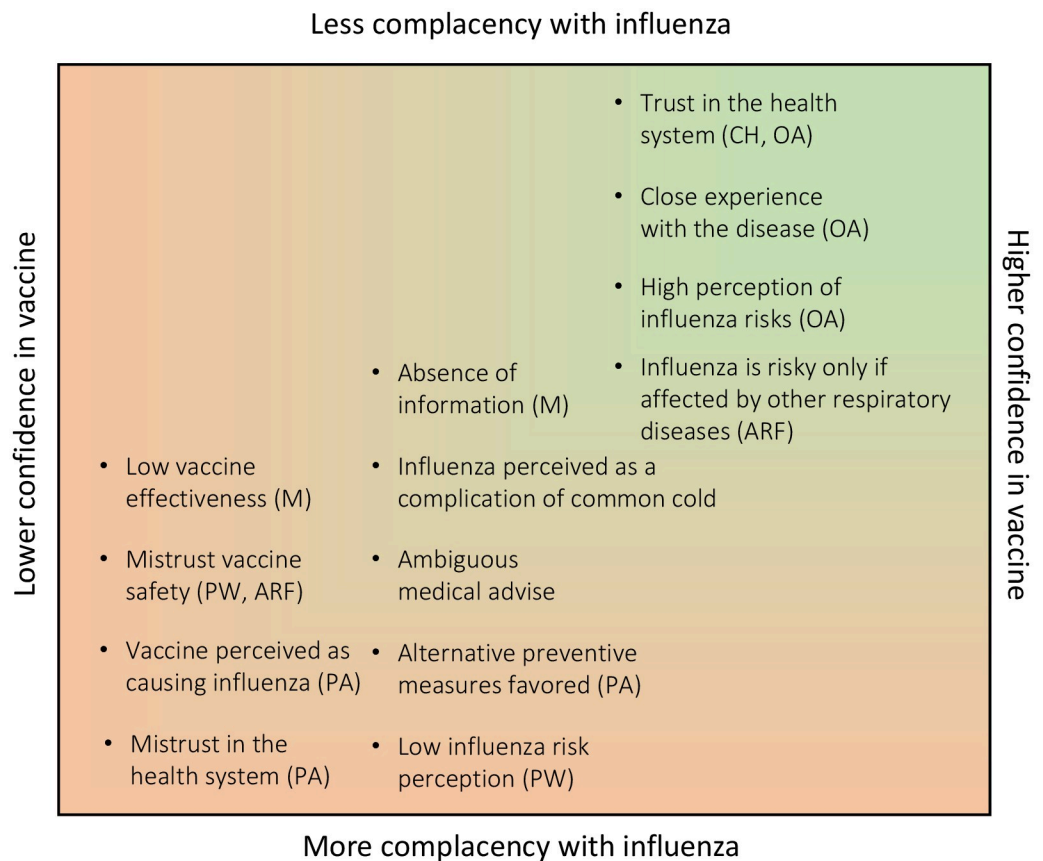 Less complacency with influenza
Lower confidence in vaccine
• Low vaccine
effectiveness (M)
• Mistrust vaccine
safety (PW, ARF)
• Vaccine perceived as
causing influenza (PA)
• Mistrust in the
health system (PA)
• Absence of
information (M)
• Influenza perceived as a
complication of common cold
• Ambiguous
medical advise
• Alternative preventive
measures favored (PA)
• Low influenza risk
perception (PW)
• Trust in the health
system (CH, OA)
• Close experience
with the disease (OA)
• High perception of
influenza risks (OA)
• Influenza is risky only if
affected by other respiratory
diseases (ARF)
Higher confidence in vaccine
More complacency with influenza